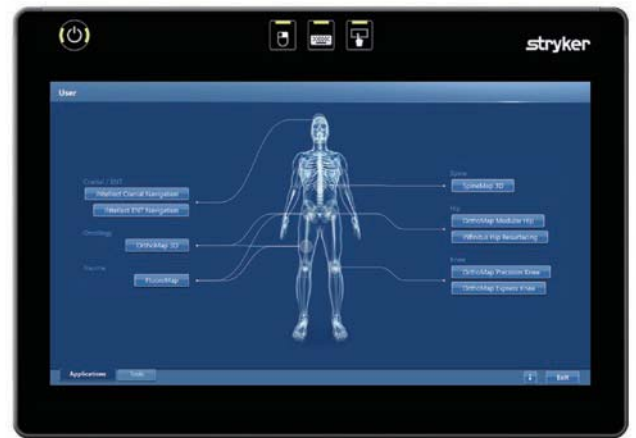 stryker
User
Cranial / ENT
iNtellect Cranial Navigation
iNtellect ENT Navigation
Oncology
OrthoMap 3D
Trauma
FluoroMap
Spine
SpineMap 3D
Hip
OrthoMap Modular Hip
Hip Resurfacing
Knee
OrthoMap Precision Knee
OrthoMap Express Knee
Applications
Tools
i
Exit